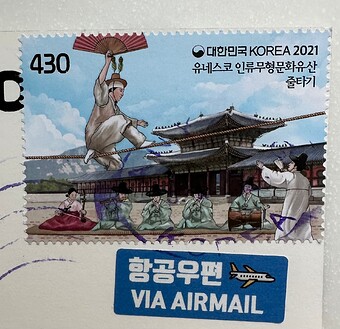 430
대한민국 KOREA 2021
유네스코 인류무형문화유산
줄타기
항공우편
VIA AIRMAIL